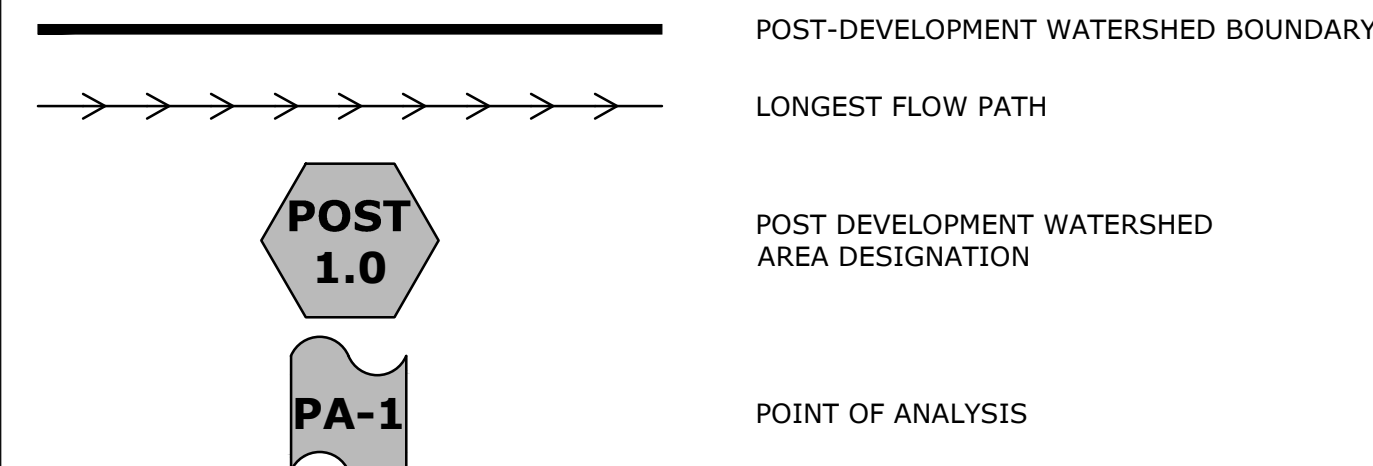 POST-DEVELOPMENT WATERSHED BOUNDARY
LONGEST FLOW PATH
POST
1.0
POST DEVELOPMENT WATERSHED
AREA DESIGNATION
PA-1
POINT OF ANALYSIS